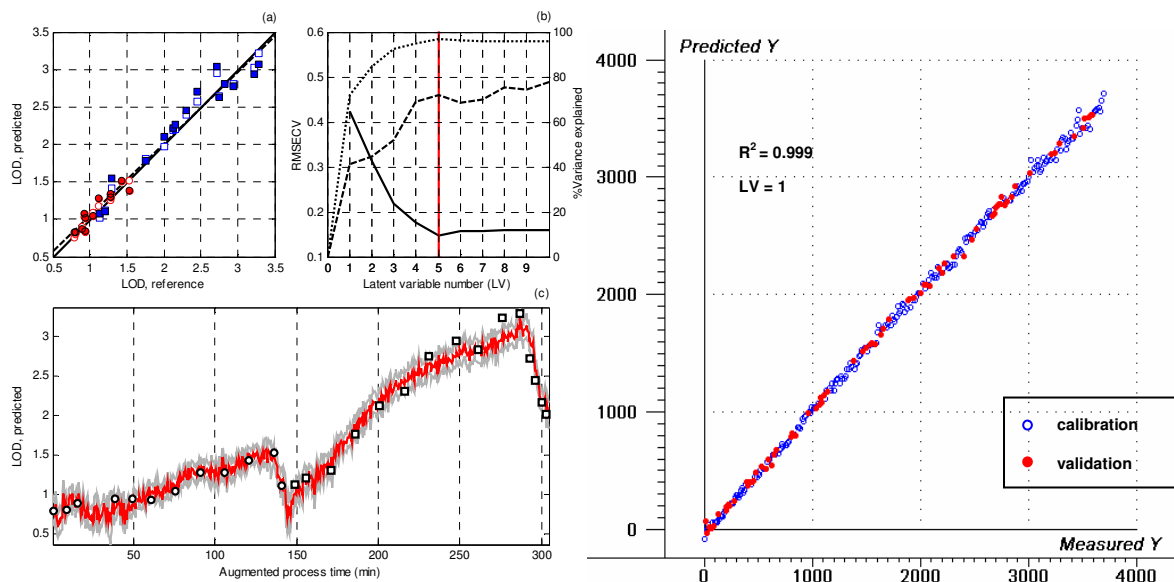 (a)
3.5
3
2.5
2
1.5
1
0.5
LOD, predicted
0.5 1 1.5 2 2.5 3 3.5
LOD, reference
(b)
0.6
0.5
0.4
0.3
0.2
0.1
RMSECV
100
80
60
40
20
0
%Variance explained
0 1 2 3 4 5 6 7 8 9
Latent variable number (LV)
(c)
3
2.5
2
1.5
1
0.5
LOD, predicted
50 100 150 200 250 300
Augmented process time (min)
Predicted Y
4000
3000
2000
1000
0
R² = 0.999
LV = 1
calibration
validation
Measured Y
0 1000 2000 3000 4000